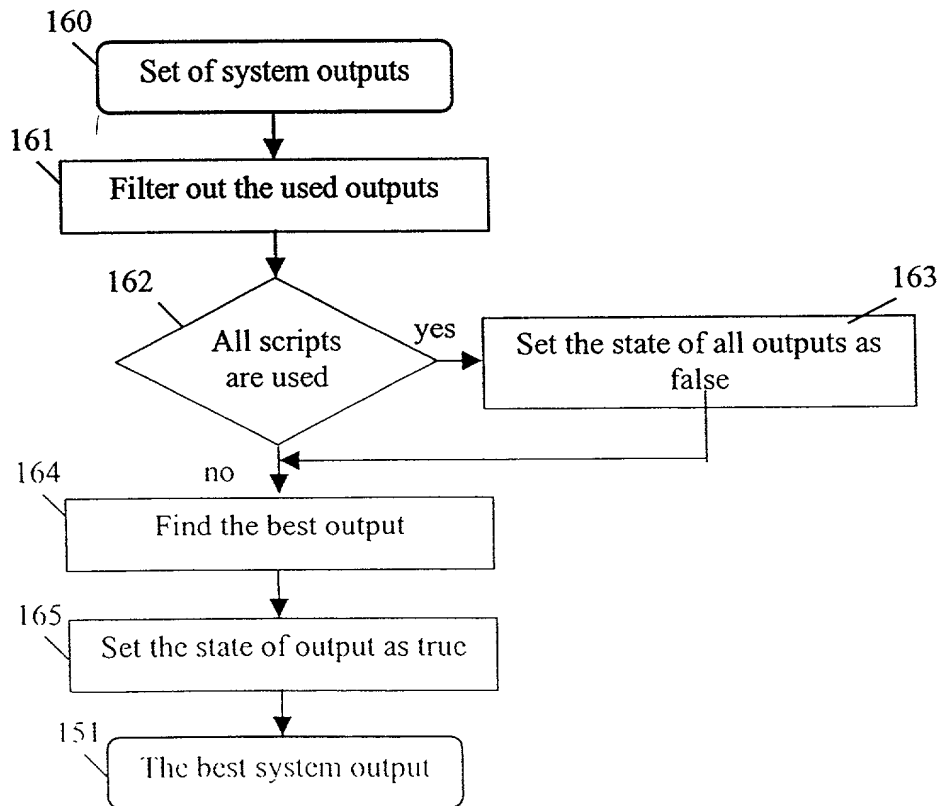 160
Set of system outputs
161
Filter out the used outputs
162
All scripts
are used
yes
163
Set the state of all outputs as
false
no
164
Find the best output
165
Set the state of output as true
151
The best system output